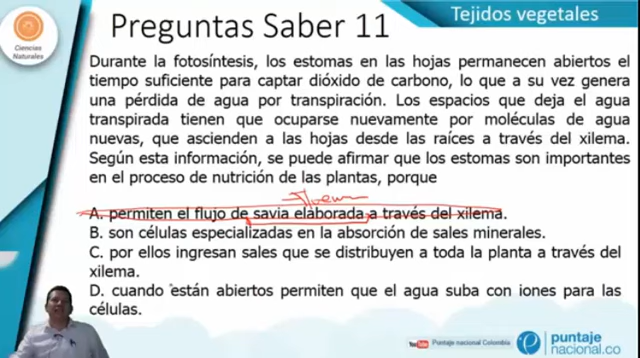 Preguntas Saber 11
Tejidos vegetales
Ciencias
Naturales
Durante la fotosíntesis, los estomas en las hojas permanecen abiertos el
tiempo suficiente para captar dióxido de carbono, lo que a su vez genera
una pérdida de agua por transpiración. Los espacios que deja el agua
transpirada tienen que ocuparse nuevamente por moléculas de agua
nuevas, que ascienden a las hojas desde las raíces a través del xilema.
Según esta información, se puede afirmar que los estomas son importantes
en el proceso de nutrición de las plantas, porque
A. permiten el flujo de savia elaborada a través del xilema.
B. son células especializadas en la absorción de sales minerales.
C. por ellos ingresan sales que se distribuyen a toda la planta a través del
xilema.
D. cuando están abiertos permiten que el agua suba con iones para las
células.
YouTube Puntaje nacional Colombia
puntaje
nacional.co